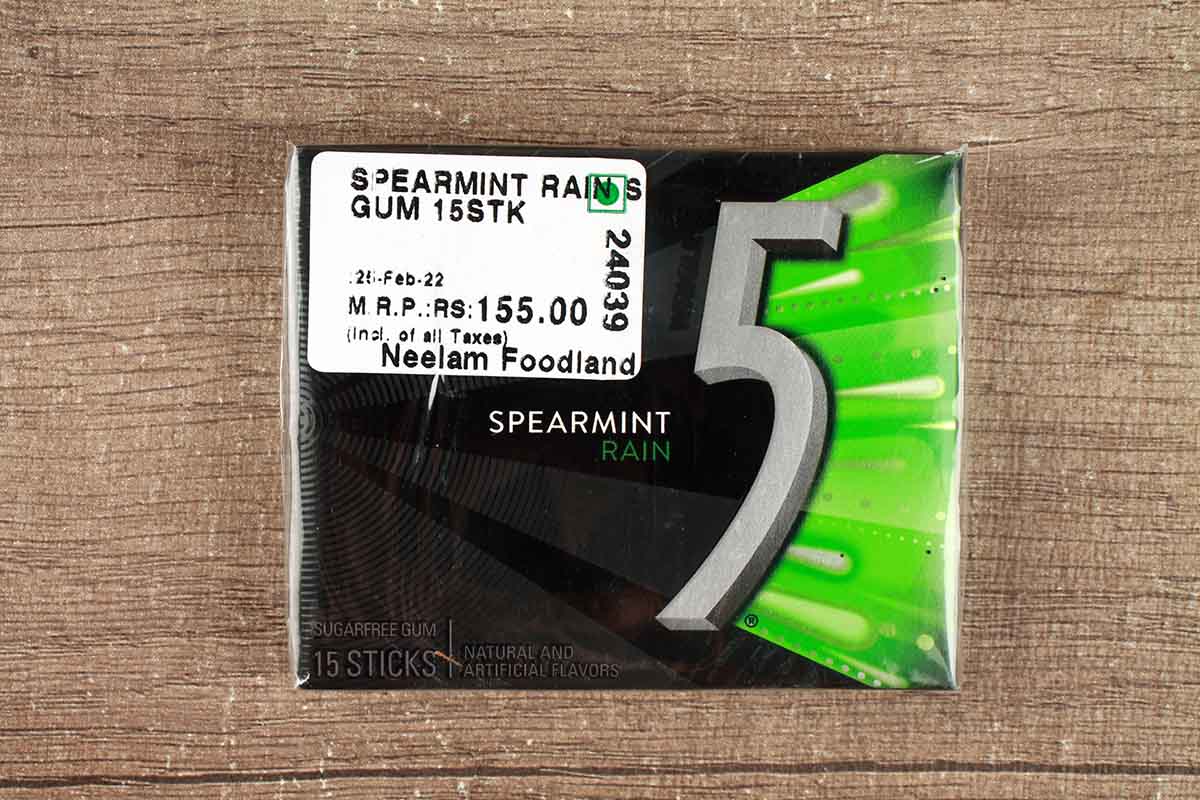 SPEARMINT RAIN S
GUM 15STK
24039
25-Feb-22
M.R.P.:RS:155.00
(Incl. of all Taxes)
Neelam Foodland
5
®
SPEARMINT
RAIN
SUGARFREE GUM
15 STICKS
NATURAL AND
ARTIFICIAL FLAVORS